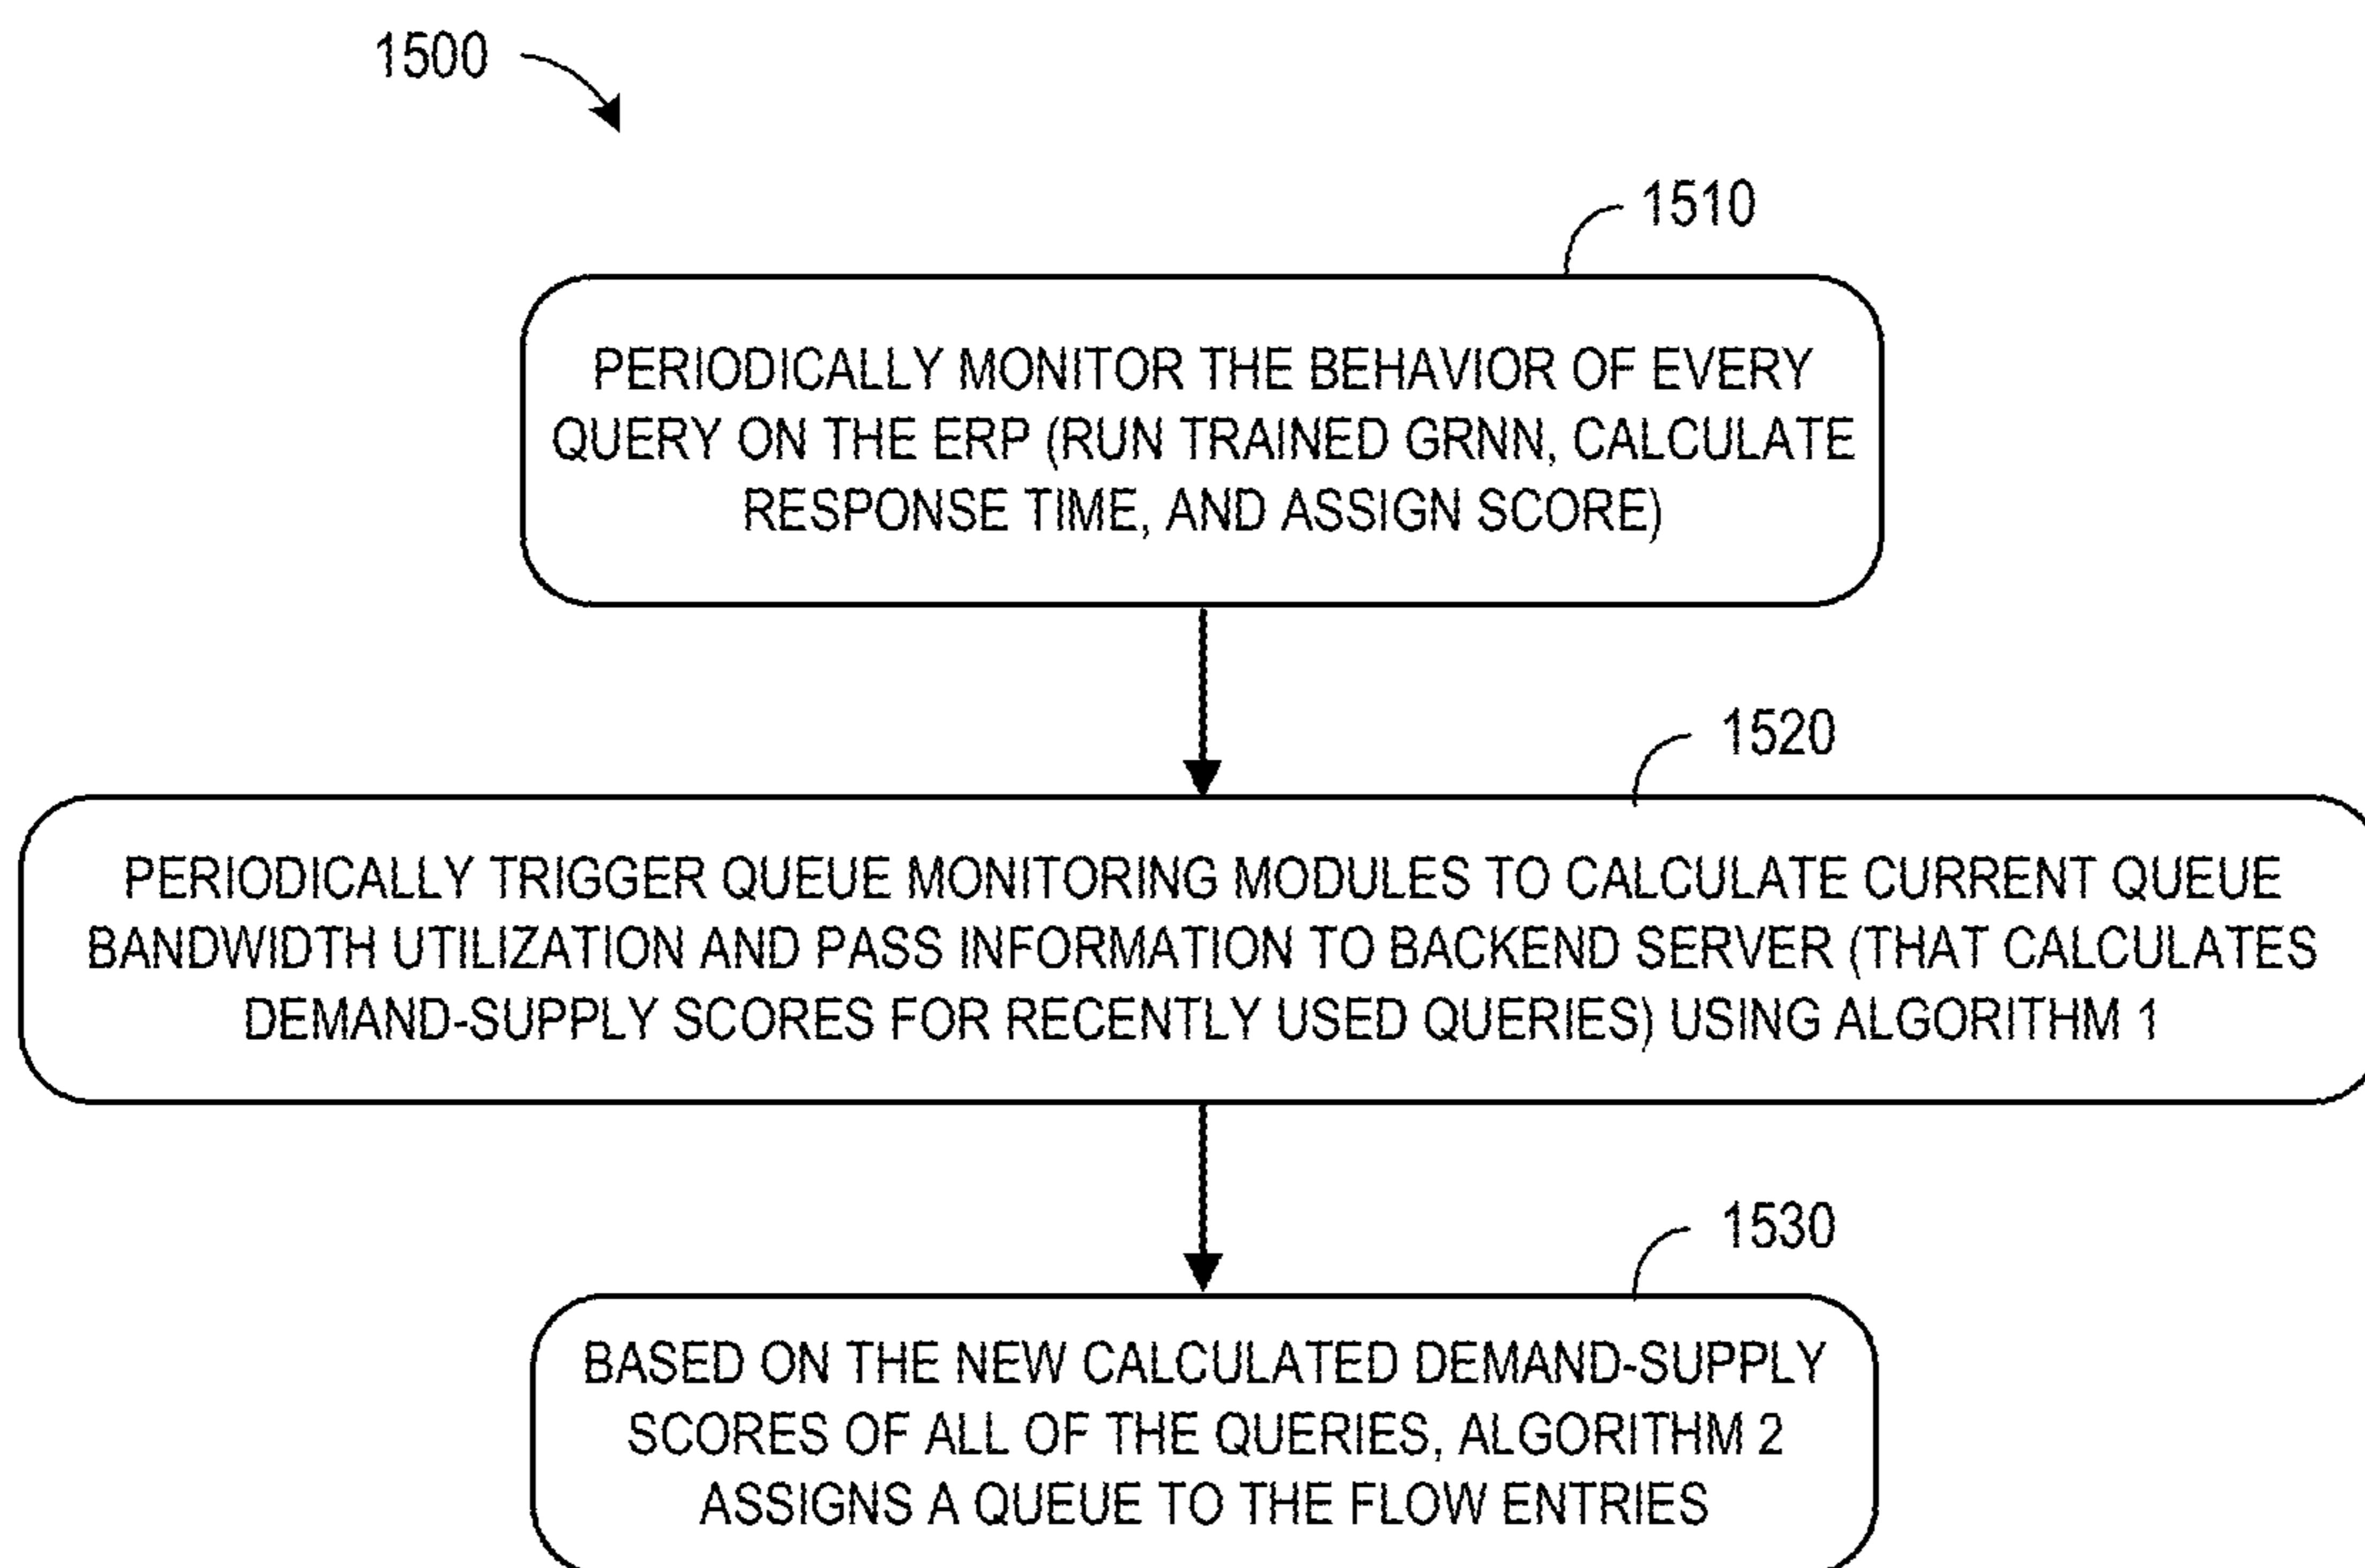 1500
1510
PERIODICALLY MONITOR THE BEHAVIOR OF EVERY
QUERY ON THE ERP (RUN TRAINED GRNN, CALCULATE
RESPONSE TIME, AND ASSIGN SCORE)
1520
PERIODICALLY TRIGGER QUEUE MONITORING MODULES TO CALCULATE CURRENT QUEUE
BANDWIDTH UTILIZATION AND PASS INFORMATION TO BACKEND SERVER (THAT CALCULATES
DEMAND-SUPPLY SCORES FOR RECENTLY USED QUERIES) USING ALGORITHM 1
1530
BASED ON THE NEW CALCULATED DEMAND-SUPPLY
SCORES OF ALL OF THE QUERIES, ALGORITHM 2
ASSIGNS A QUEUE TO THE FLOW ENTRIES